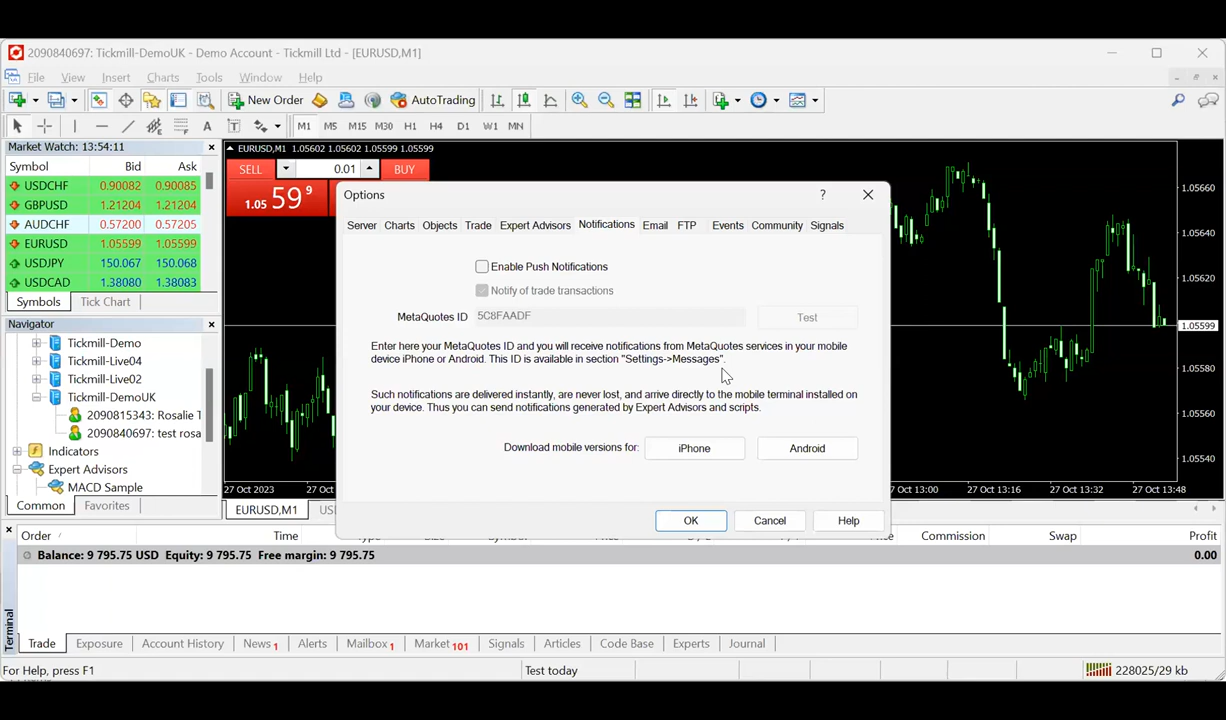 2090840697: Tickmill-DemoUK - Demo Account - Tickmill Ltd - [EURUSD,M1]
File View Insert Charts Tools Window Help
New Order AutoTrading
A T M1 M5 M15 M30 H1 H4 D1 W1 MN
Market Watch: 13:54:11
Symbol Bid Ask
USDCHF 0.90082 0.90085
GBPUSD 1.21204 1.21204
AUDCHF 0.57200 0.57205
EURUSD 1.05599 1.05599
USDJPY 150.067 150.068
USDCAD 1.38080 1.38083
Symbols Tick Chart
Navigator
Tickmill-Demo
Tickmill-Live04
Tickmill-Live02
Tickmill-DemoUK
2090815343: Rosalie T
2090840697: test rosa
Indicators
Expert Advisors
MACD Sample
Common Favorites
EURUSD,M1 1.05602 1.05602 1.05599 1.05599
SELL 0.01 BUY
1.05 59 9
1.05660
1.05640
1.05620
1.05599
1.05580
1.05560
1.05540
27 Oct 2023 27 Oct
Oct 13:00 27 Oct 13:16 27 Oct 13:32 27 Oct 13:48
EURUSD,M1
Options
?
Server Charts Objects Trade Expert Advisors Notifications Email FTP Events Community Signals
Enable Push Notifications
Notify of trade transactions
MetaQuotes ID 5C8FAADF Test
Enter here your MetaQuotes ID and you will receive notifications from MetaQuotes services in your mobile
device iPhone or Android. This ID is available in section "Settings->Messages".
Such notifications are delivered instantly, are never lost, and arrive directly to the mobile terminal installed on
your device. Thus you can send notifications generated by Expert Advisors and scripts.
Download mobile versions for: iPhone Android
OK Cancel Help
Order / Time Commission Swap Profit
Balance: 9 795.75 USD Equity: 9 795.75 Free margin: 9 795.75 0.00
Terminal
Trade Exposure Account History News 1 Alerts Mailbox 1 Market 101 Signals Articles Code Base Experts Journal
For Help, press F1 Test today 228025/29 kb